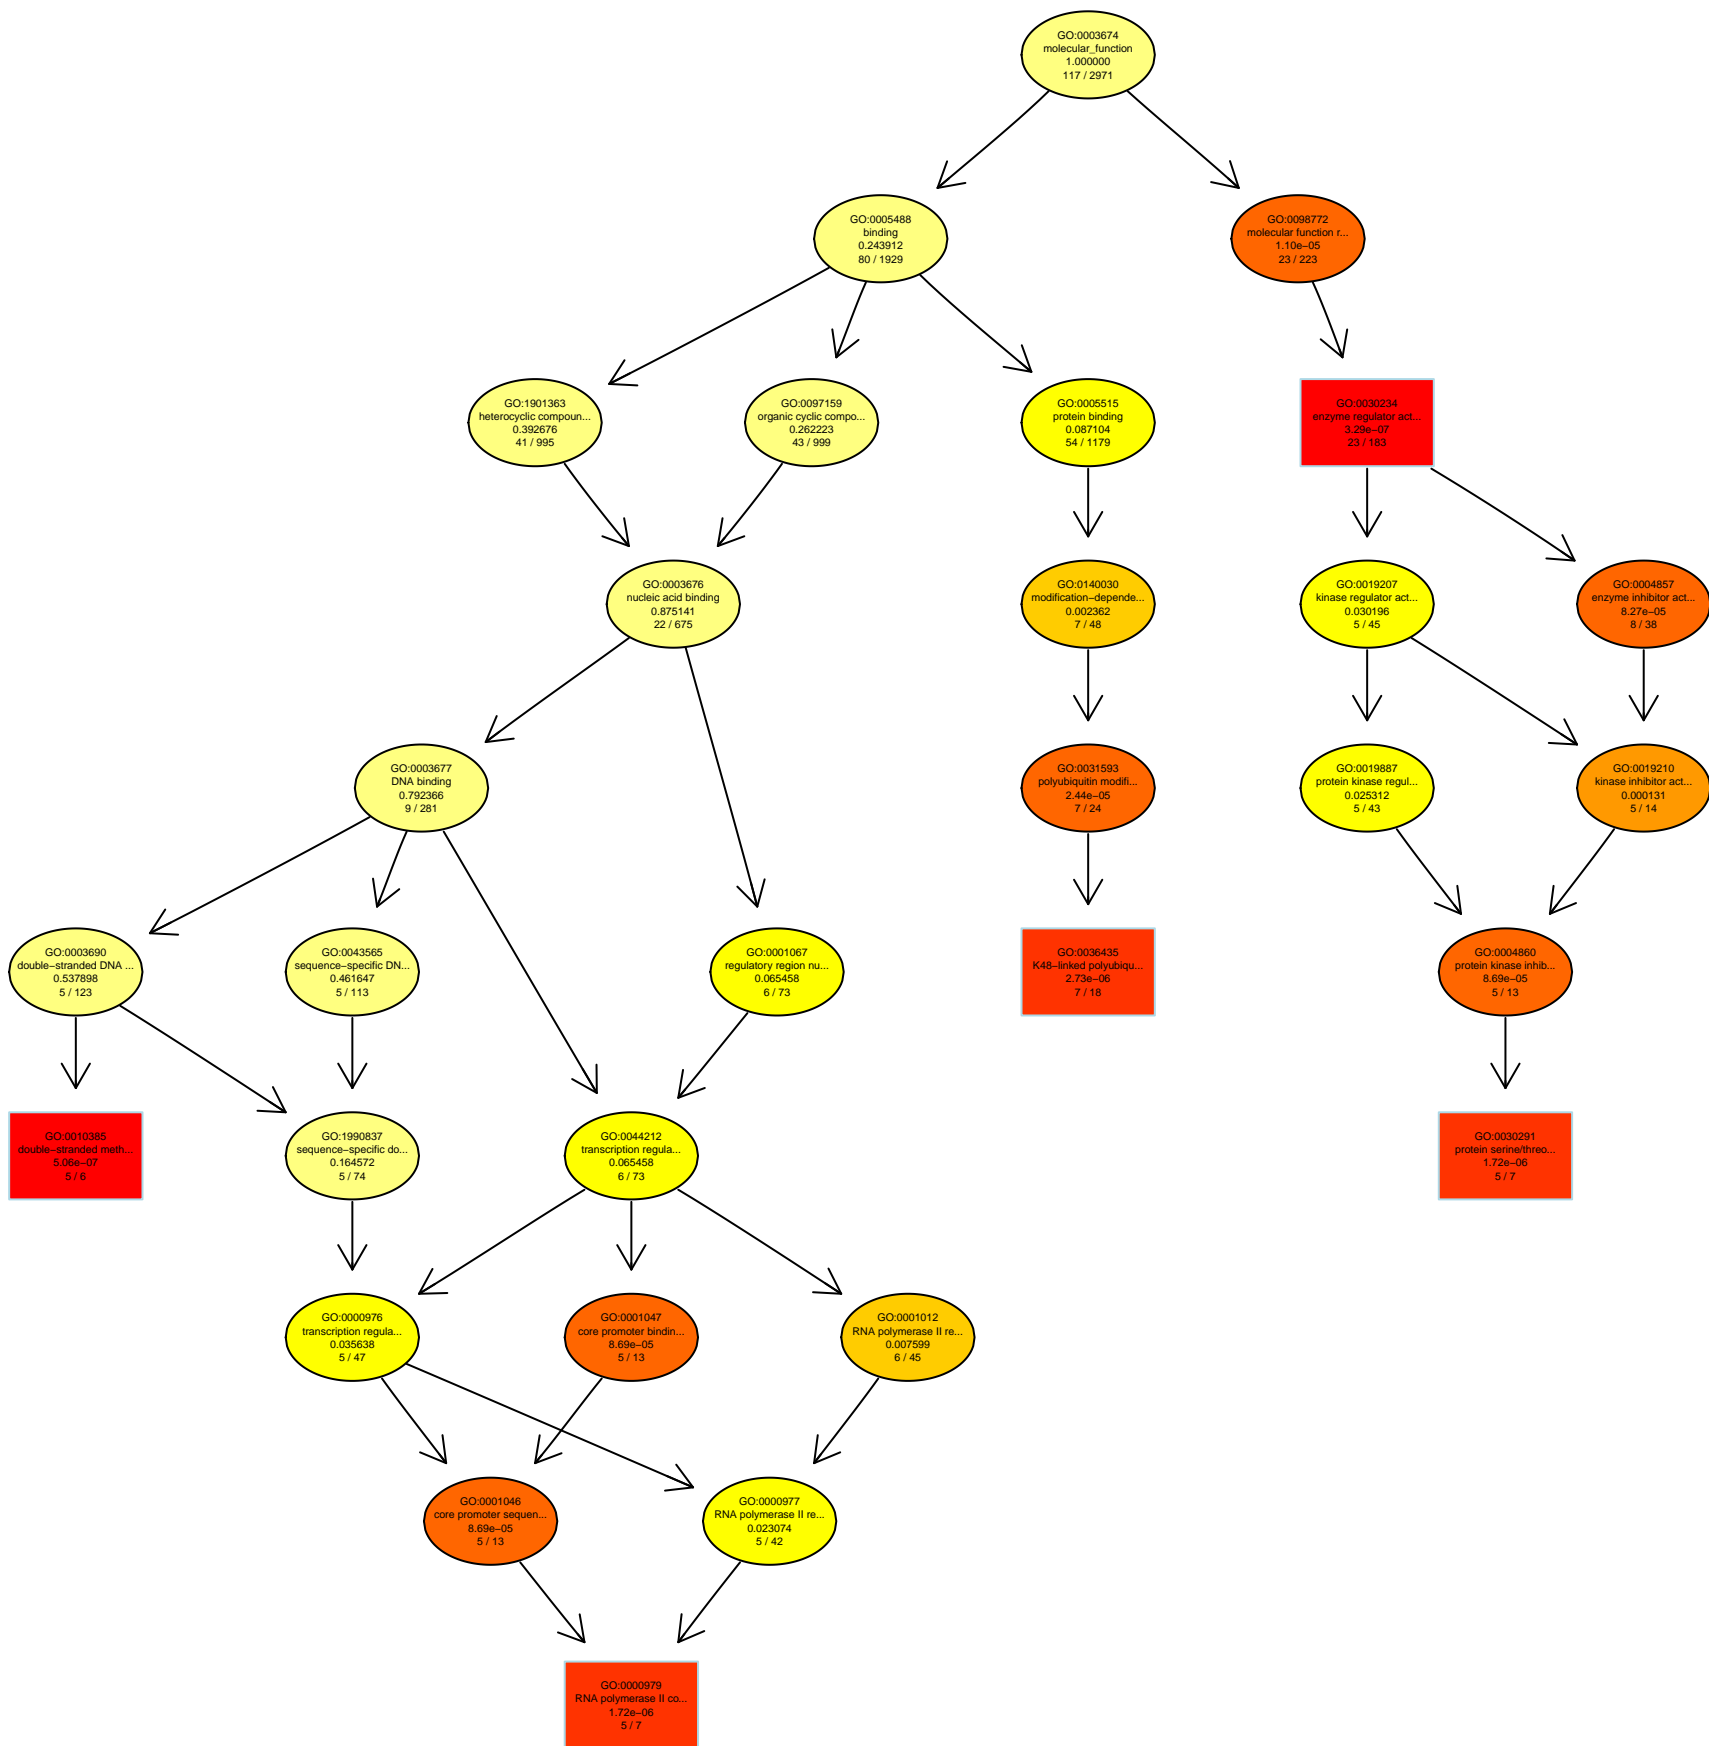 GO:0003674
molecular_function
1.000000
117 / 2971
GO:0005488
binding
0.243912
80 / 1929
GO:0098772
molecular function r...
1.10e−05
23 / 223
GO:1901363
heterocyclic compoun...
0.392676
41 / 995
GO:0097159
organic cyclic compo...
0.262223
43 / 999
GO:0005515
protein binding
0.087104
54 / 1179
GO:0030234
enzyme regulator act...
3.29e−07
23 / 183
GO:0003676
nucleic acid binding
0.875141
22 / 675
GO:0140030
modification−depende...
0.002362
7 / 48
GO:0019207
kinase regulator act...
0.030196
5 / 45
GO:0004857
enzyme inhibitor act...
8.27e−05
8 / 38
GO:0003677
DNA binding
0.792366
9 / 281
GO:0031593
polyubiquitin modifi...
2.44e−05
7 / 24
GO:0019887
protein kinase regul...
0.025312
5 / 43
GO:0019210
kinase inhibitor act...
0.000131
5 / 14
GO:0003690
double−stranded DNA ...
0.537898
5 / 123
GO:0043565
sequence−specific DN...
0.461647
5 / 113
GO:0001067
regulatory region nu...
0.065458
6 / 73
GO:0036435
K48−linked polyubiqu...
2.73e−06
7 / 18
GO:0004860
protein kinase inhib...
8.69e−05
5 / 13
GO:0010385
double−stranded meth...
5.06e−07
5 / 6
GO:1990837
sequence−specific do...
0.164572
5 / 74
GO:0044212
transcription regula...
0.065458
6 / 73
GO:0030291
protein serine/threo...
1.72e−06
5 / 7
GO:0000976
transcription regula...
0.035638
5 / 47
GO:0001047
core promoter bindin...
8.69e−05
5 / 13
GO:0001012
RNA polymerase II re...
0.007599
6 / 45
GO:0001046
core promoter sequen...
8.69e−05
5 / 13
GO:0000977
RNA polymerase II re...
0.023074
5 / 42
GO:0000979
RNA polymerase II co...
1.72e−06
5 / 7